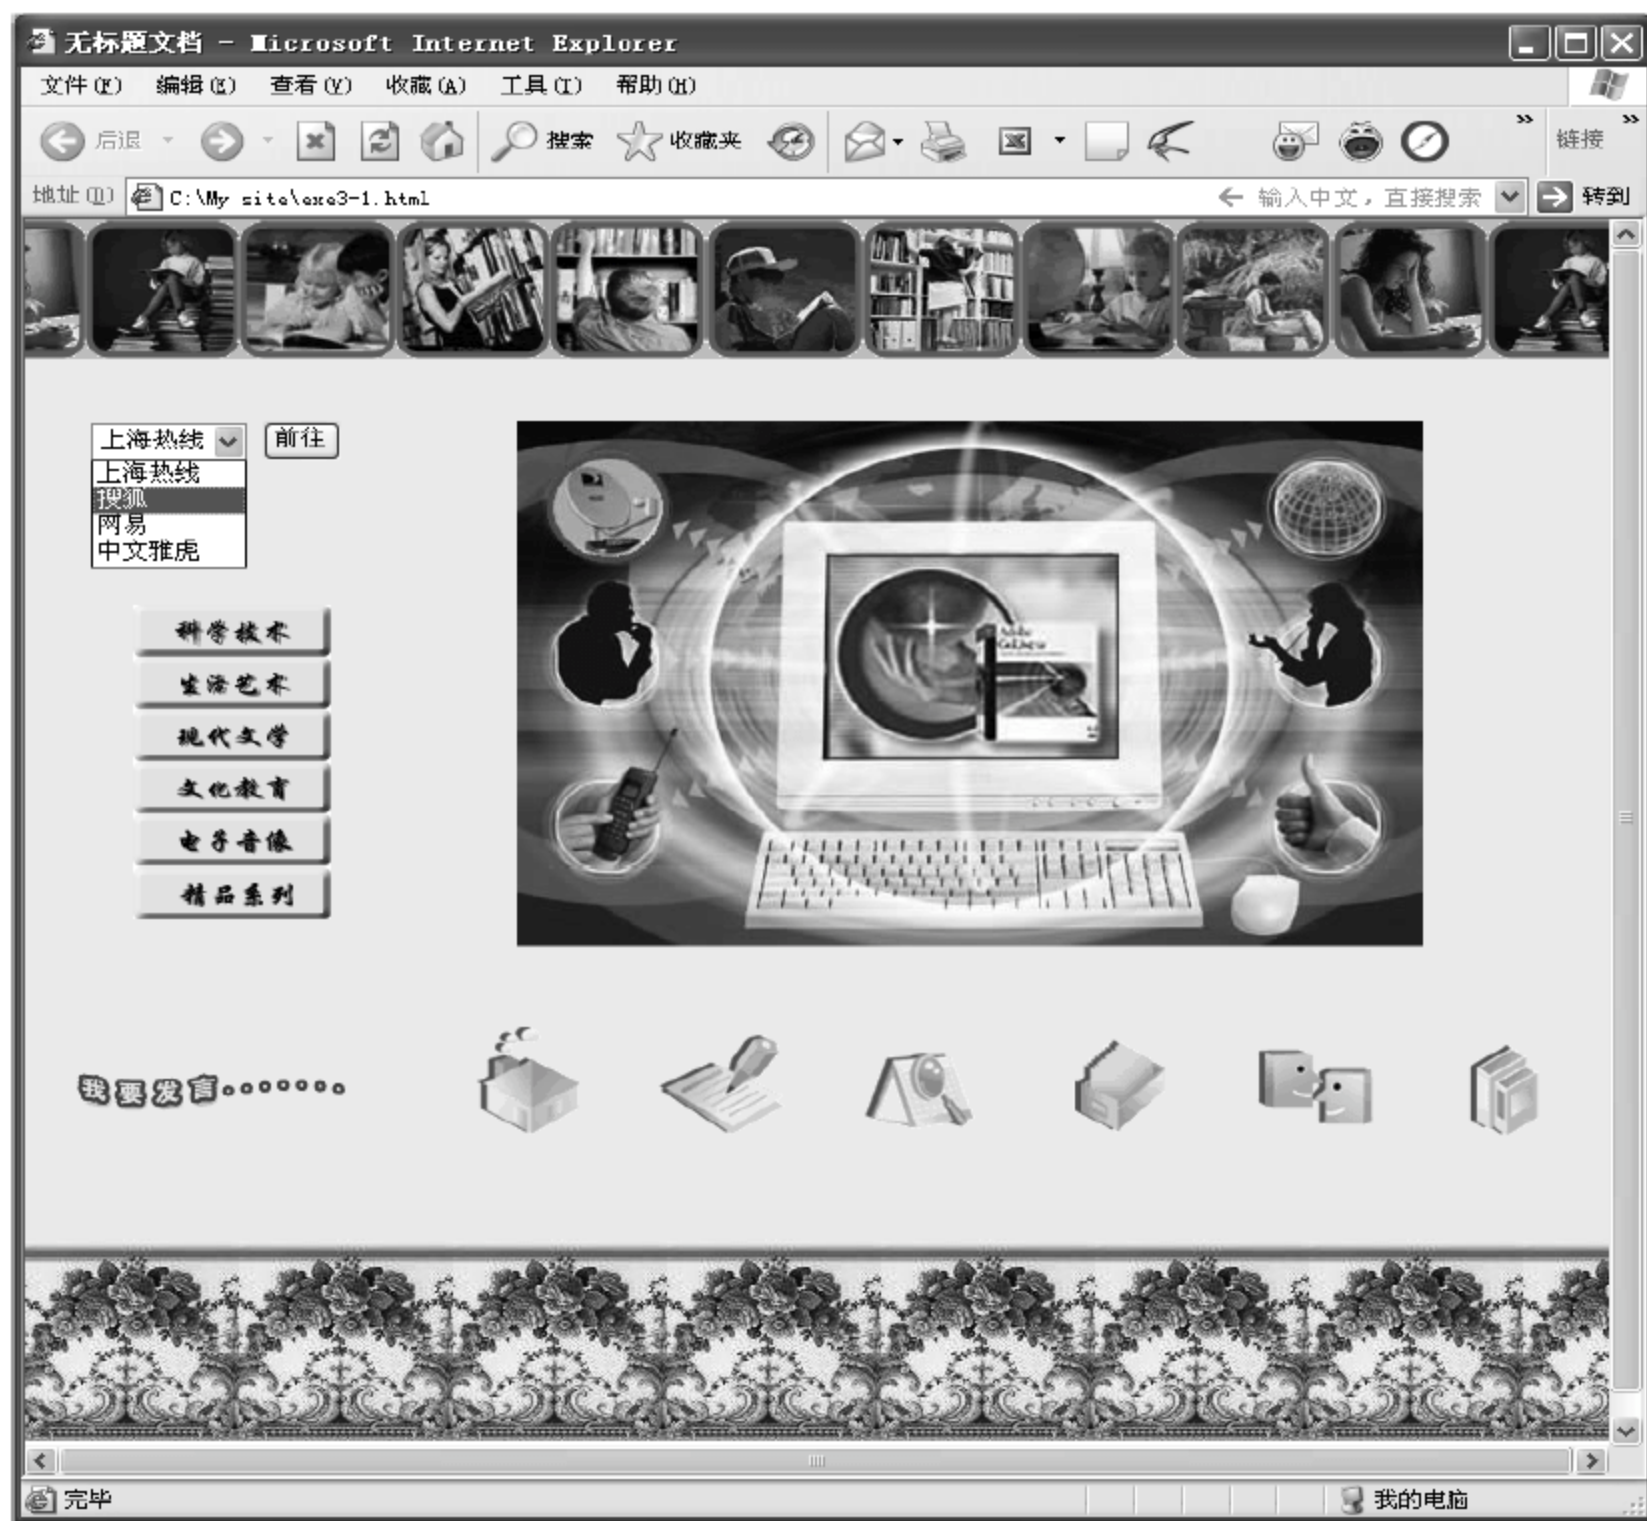 无标题文档 - Microsoft Internet Explorer
文件(F) 编辑(E) 查看(V) 收藏(A) 工具(T) 帮助(H)
后退 搜索 收藏夹 链接
地址(D) C:\My site\exe3-1.html 输入中文，直接搜索 转到
上海热线 前往
上海热线
搜狐
网易
中文雅虎
科学技术
生活艺术
现代文学
文化教育
电子音像
精品系列
我要发言.......
完毕 我的电脑